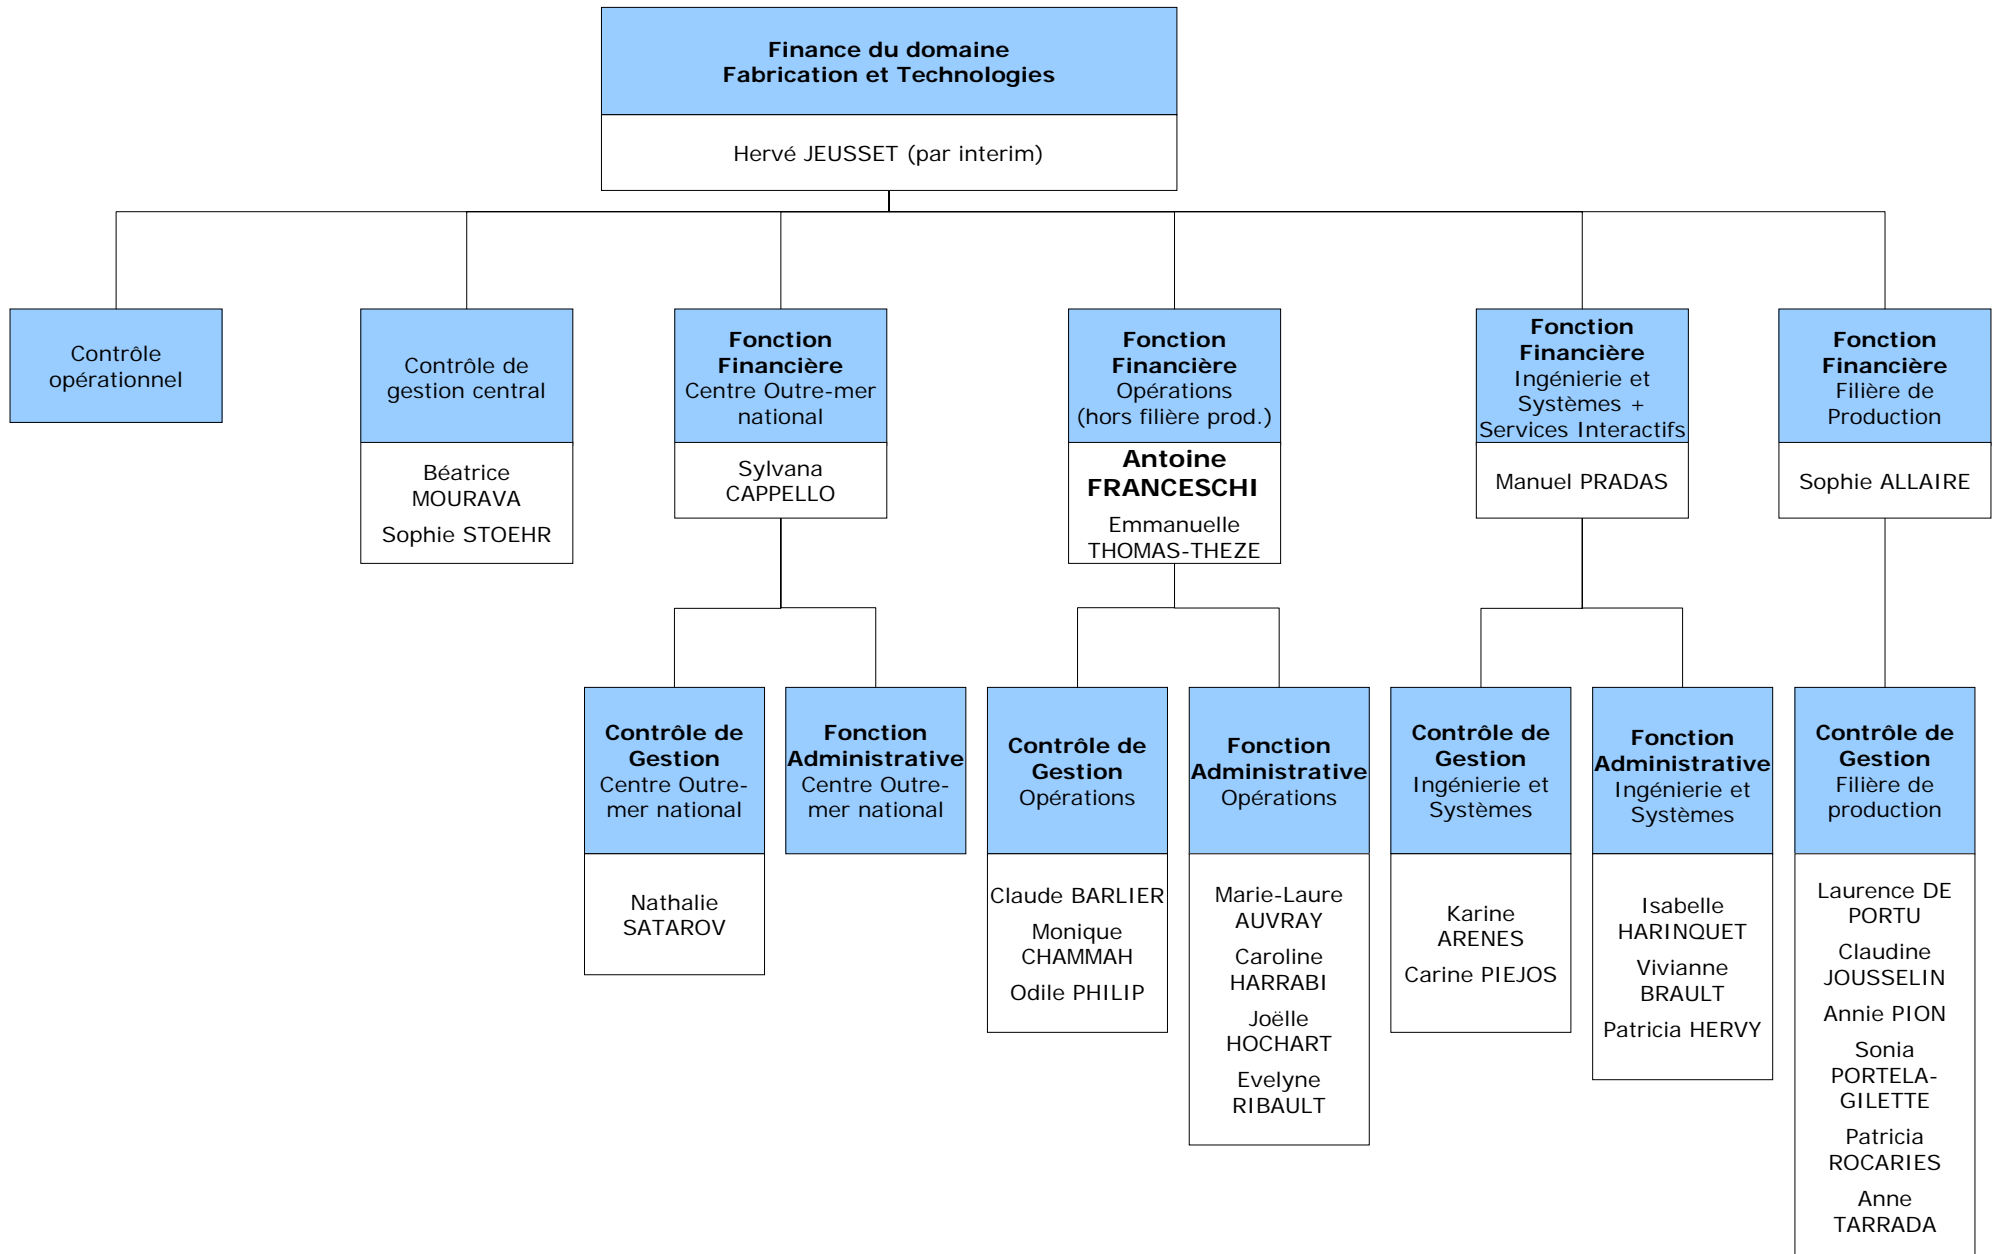 Finance du domaine
Fabrication et Technologies
Hervé JEUSSET (par interim)
Contrôle
opérationnel
Contrôle de
gestion central
Béatrice
MOURAVA
Sophie STOEHR
Fonction
Financière
Centre Outre-mer
national
Sylvana
CAPPELLO
Fonction
Financière
Opérations
(hors filière prod.)
Antoine
FRANCESCHI
Emmanuelle
THOMAS-THEZE
Fonction
Financière
Ingénierie et
Systèmes +
Services Interactifs
Manuel PRADAS
Fonction
Financière
Filière de
Production
Sophie ALLAIRE
Contrôle de
Gestion
Centre Outre-
mer national
Nathalie
SATAROV
Fonction
Administrative
Centre Outre-
mer national
Contrôle de
Gestion
Opérations
Claude BARLIER
Monique
CHAMMAH
Odile PHILIP
Fonction
Administrative
Opérations
Marie-Laure
AUVRAY
Caroline
HARRABI
Joëlle
HOCHART
Evelyne
RIBAULT
Contrôle de
Gestion
Ingénierie et
Systèmes
Karine
ARENES
Carine PIEJOS
Fonction
Administrative
Ingénierie et
Systèmes
Isabelle
HARINQUET
Vivianne
BRAULT
Patricia HERVY
Contrôle de
Gestion
Filière de
production
Laurence DE
PORTU
Claudine
JOUSSELIN
Annie PION
Sonia
PORTELA-
GILETTE
Patricia
ROCARIES
Anne
TARRADA